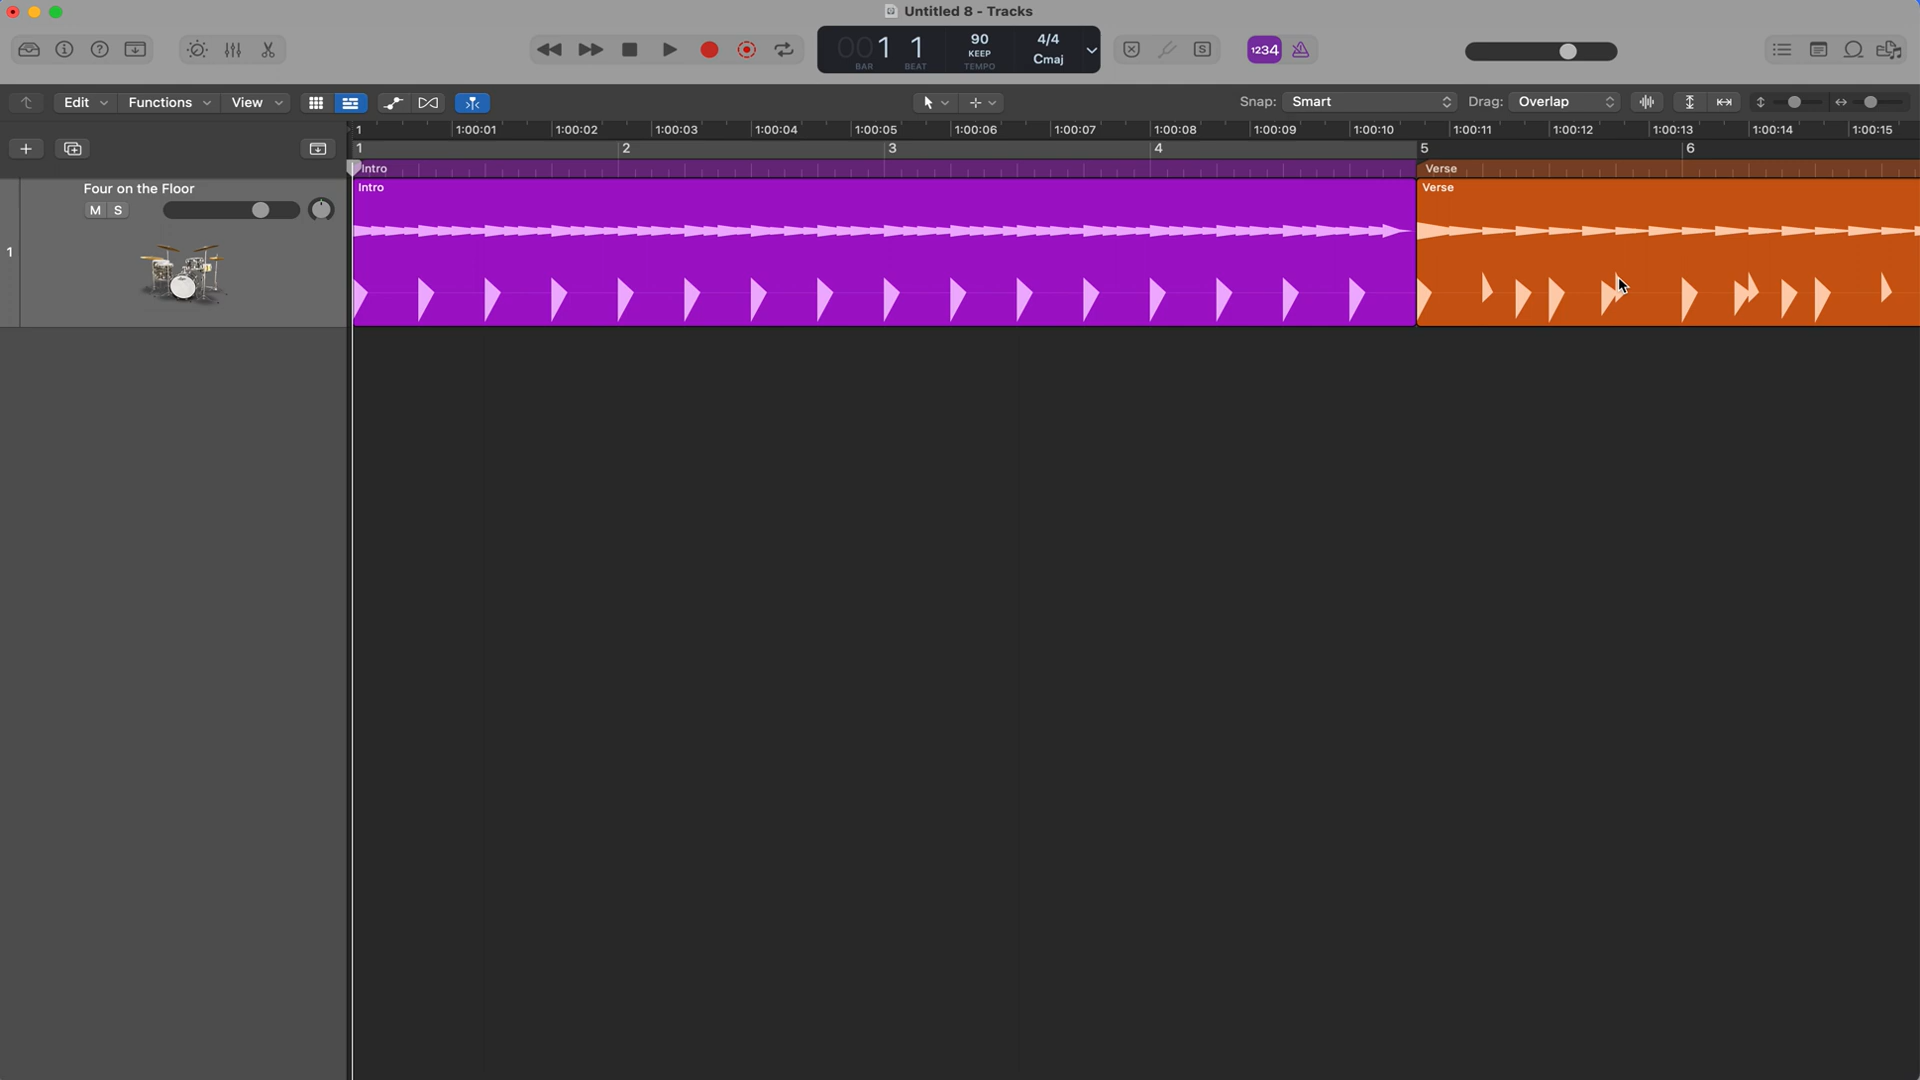 Untitled 8 - Tracks
001 1
BAR BEAT
90
KEEP
TEMPO
4/4
Cmaj
S
1234
Edit Functions View
Snap: Smart Drag: Overlap
1 1:00:01 1:00:02 1:00:03 1:00:04 1:00:05 1:00:06 1:00:07 1:00:08 1:00:09 1:00:10 1:00:11 1:00:12 1:00:13 1:00:14 1:00:15
1 2 3 4 5 6
Intro Verse
Four on the Floor
Intro Verse
M S
1